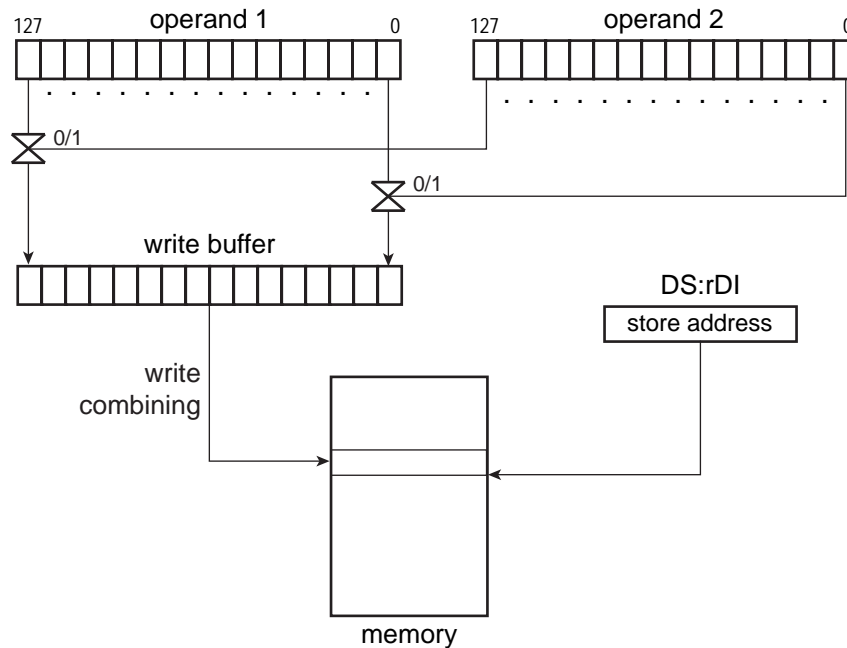 operand 1
operand 2
127
0
127
0
0/1
0/1
write buffer
DS:rDI
store address
write
combining
memory